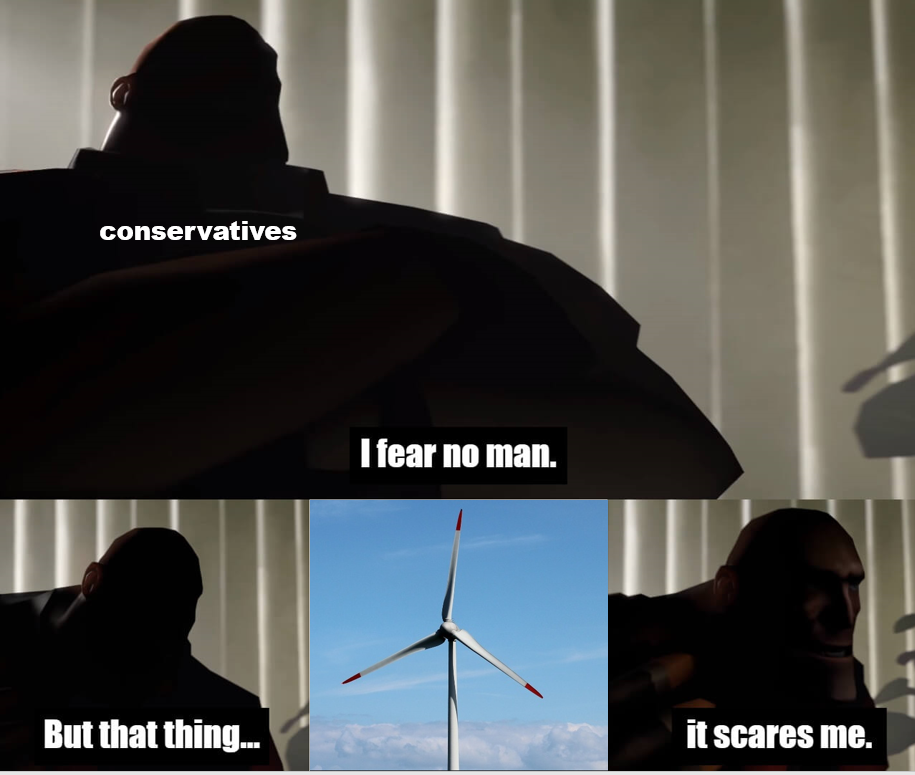 conservatives
I fear no man.
But that thing...
it scares me.